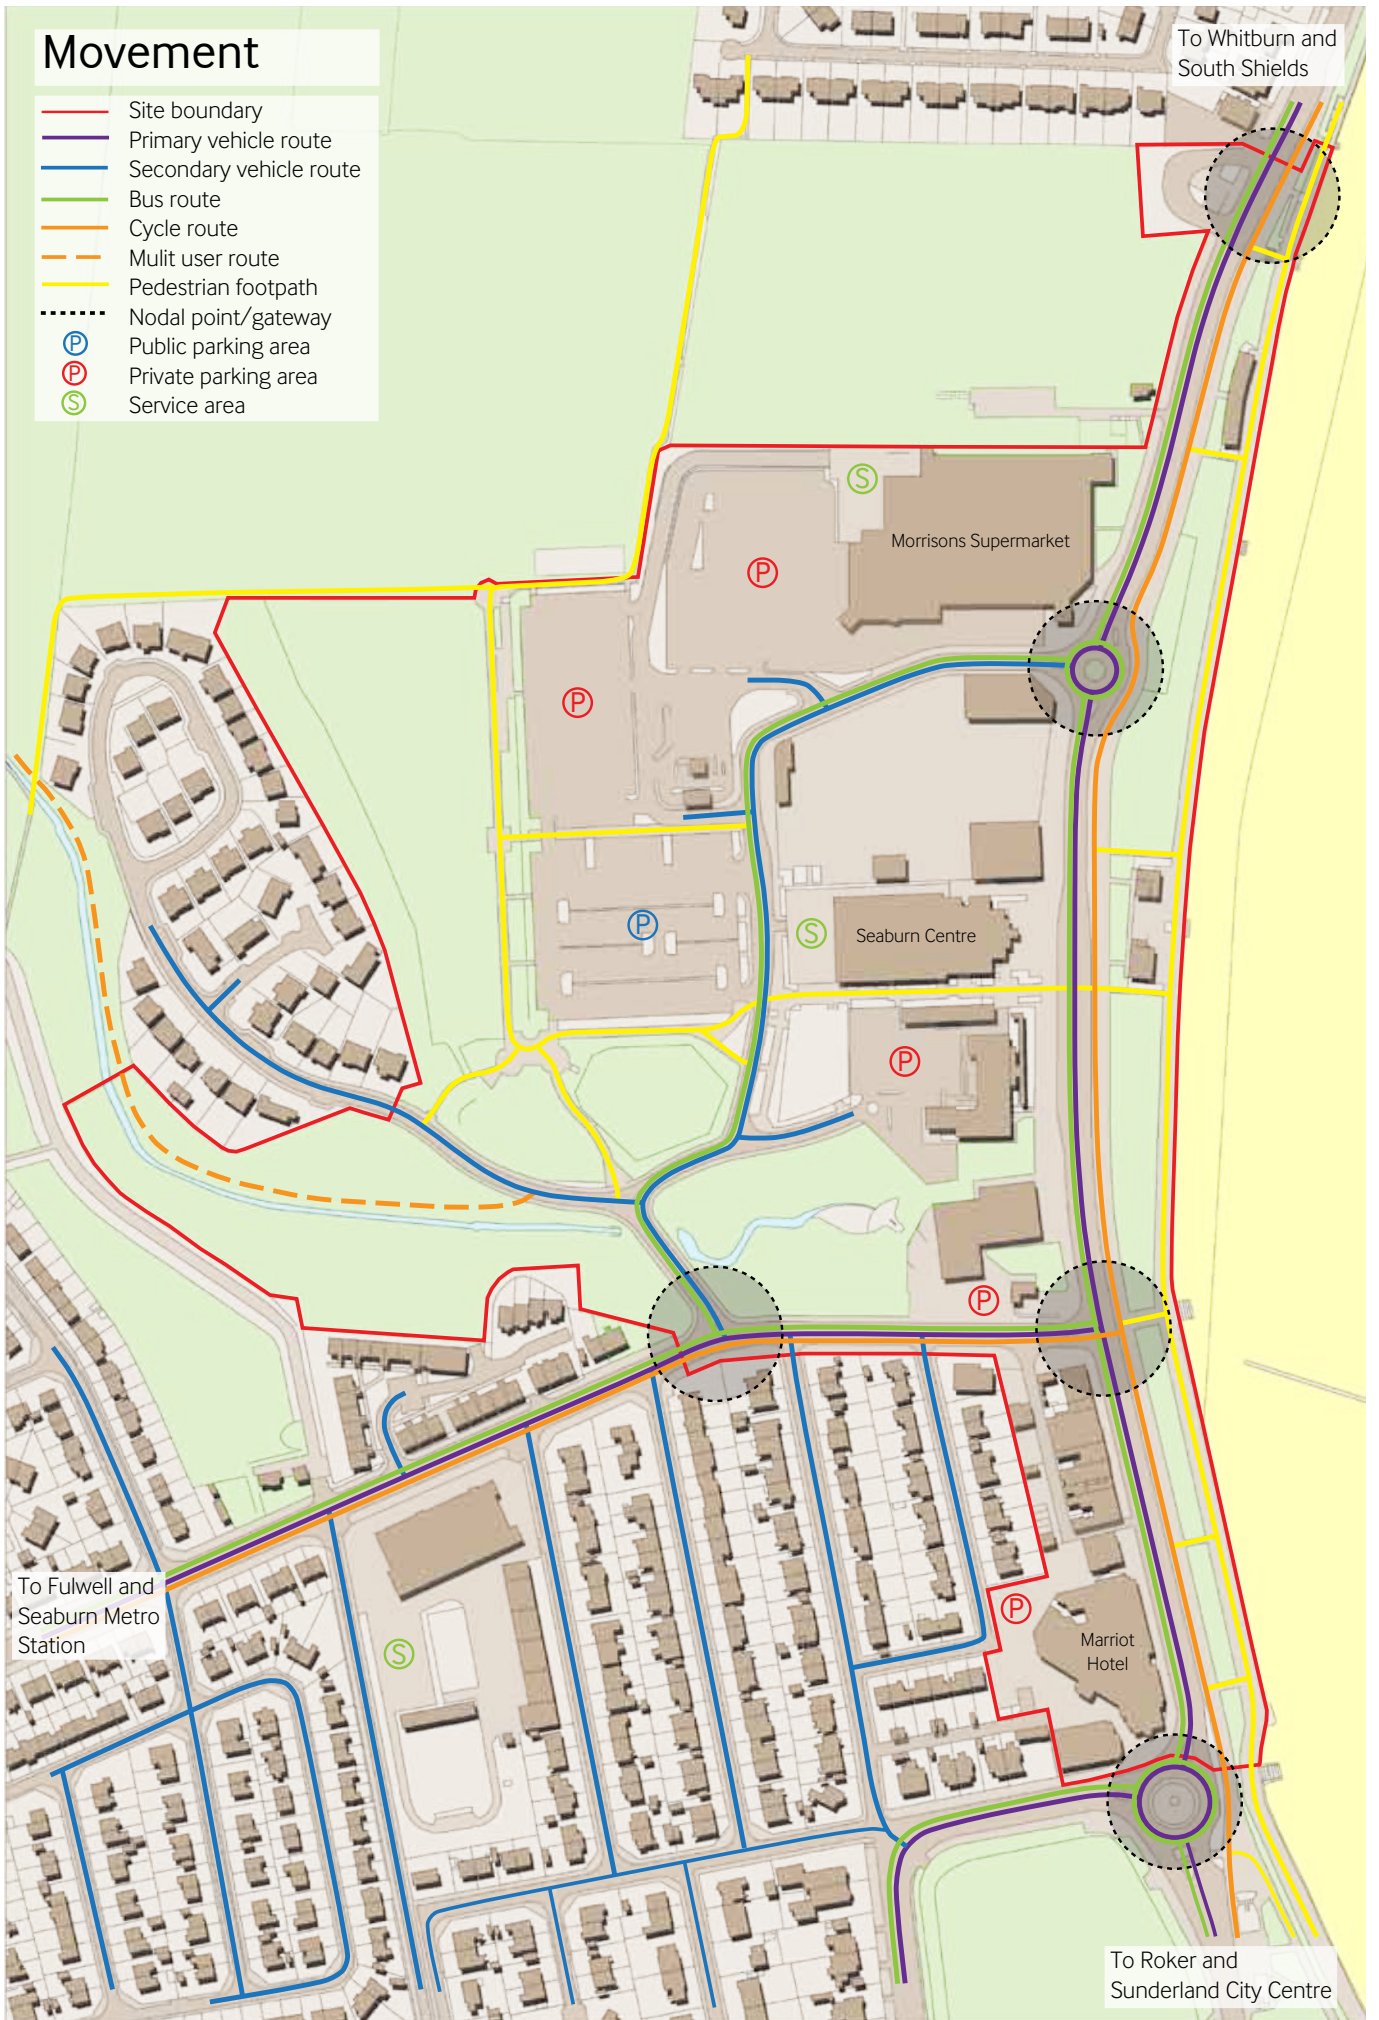 Movement
Site boundary
Primary vehicle route
Secondary vehicle route
Bus route
Cycle route
Mulit user route
Pedestrian footpath
Nodal point/gateway
P Public parking area
P Private parking area
S Service area
To Whitburn and
South Shields
S
Morrisons Supermarket
P
P
P
S
Seaburn Centre
P
P
To Fulwell and
Seaburn Metro
Station
P
S
Marriot
Hotel
To Roker and
Sunderland City Centre